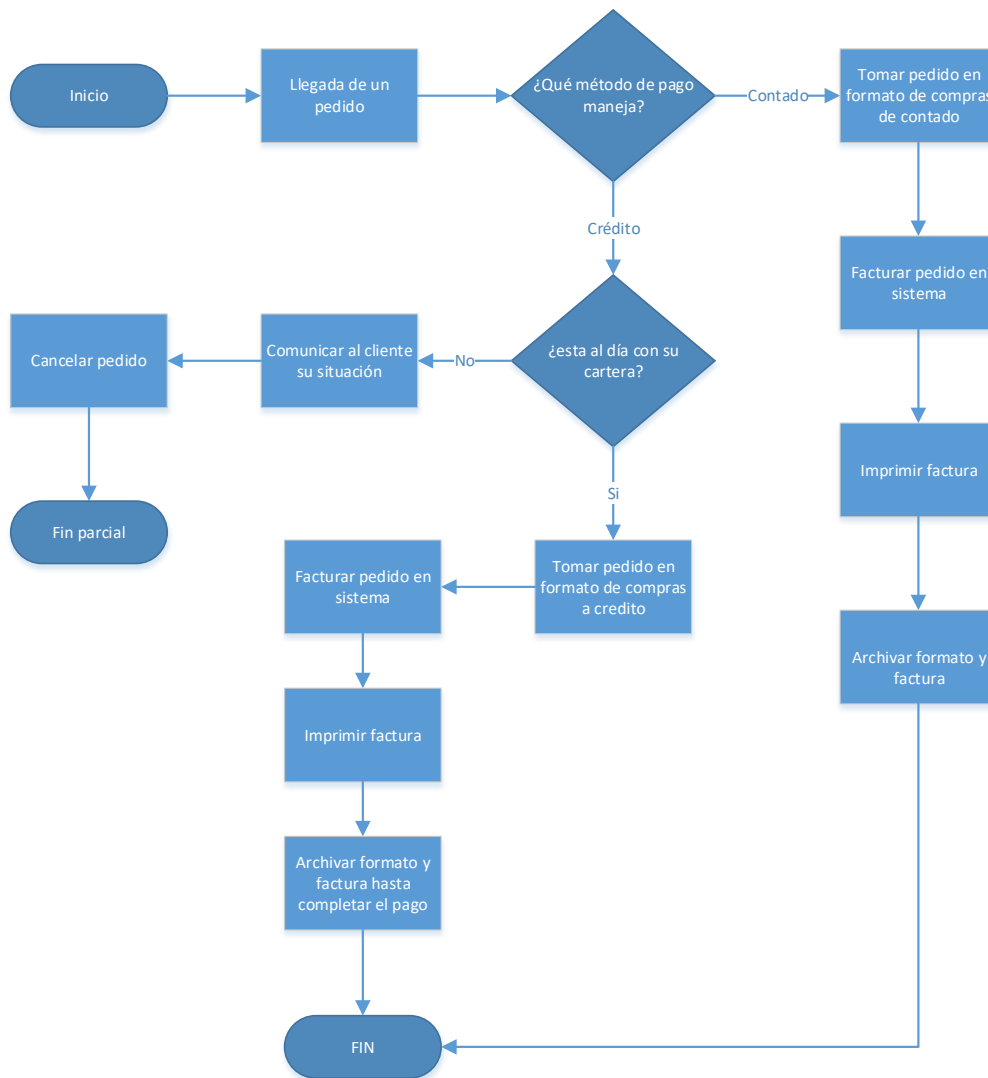 Inicio
Llegada de un
pedido
¿Qué método de pago
maneja?
Contado
Tomar pedido en
formato de compras
de contado
Crédito
Facturar pedido en
sistema
Cancelar pedido
Comunicar al cliente
su situación
No
¿esta al día con su
cartera?
Imprimir factura
Si
Fin parcial
Facturar pedido en
sistema
Tomar pedido en
formato de compras
a credito
Archivar formato y
factura
Imprimir factura
Archivar formato y
factura hasta
completar el pago
FIN